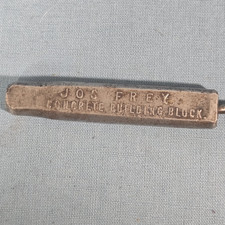 JOS FREY
CONCRETE BUILDING BLOCK.